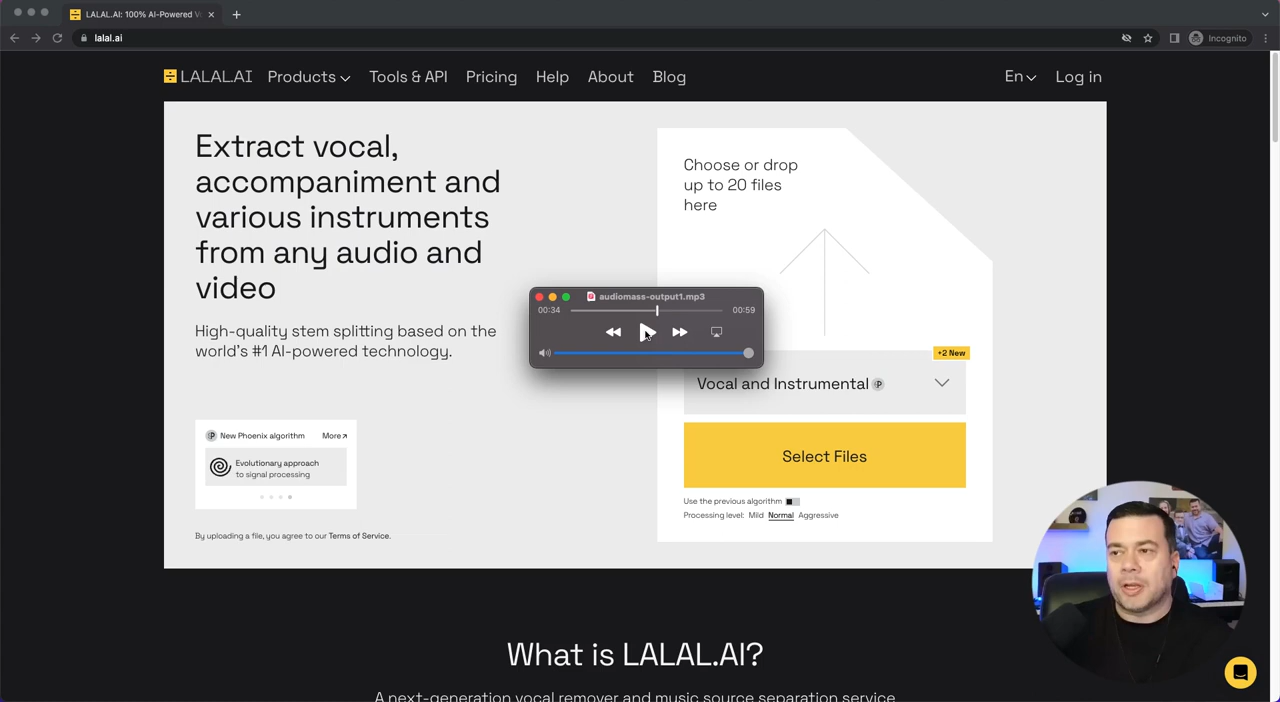 LALAL.AI: 100% AI-Powered V
lalal.ai
Incognito
LALAL.AI
Products
Tools & API
Pricing
Help
About
Blog
En
Log in
Extract vocal,
accompaniment and
various instruments
from any audio and
video
High-quality stem splitting based on the
world's #1 AI-powered technology.
New Phoenix algorithm
More
Evolutionary approach
to signal processing
By uploading a file, you agree to our Terms of Service.
audiomass-output1.mp3
00:34
00:59
Choose or drop
up to 20 files
here
+2 New
Vocal and Instrumental
Select Files
Use the previous algorithm
Processing level: Mild Normal Aggressive
What is LALAL.AI?
A next-generation vocal remover and music source separation service